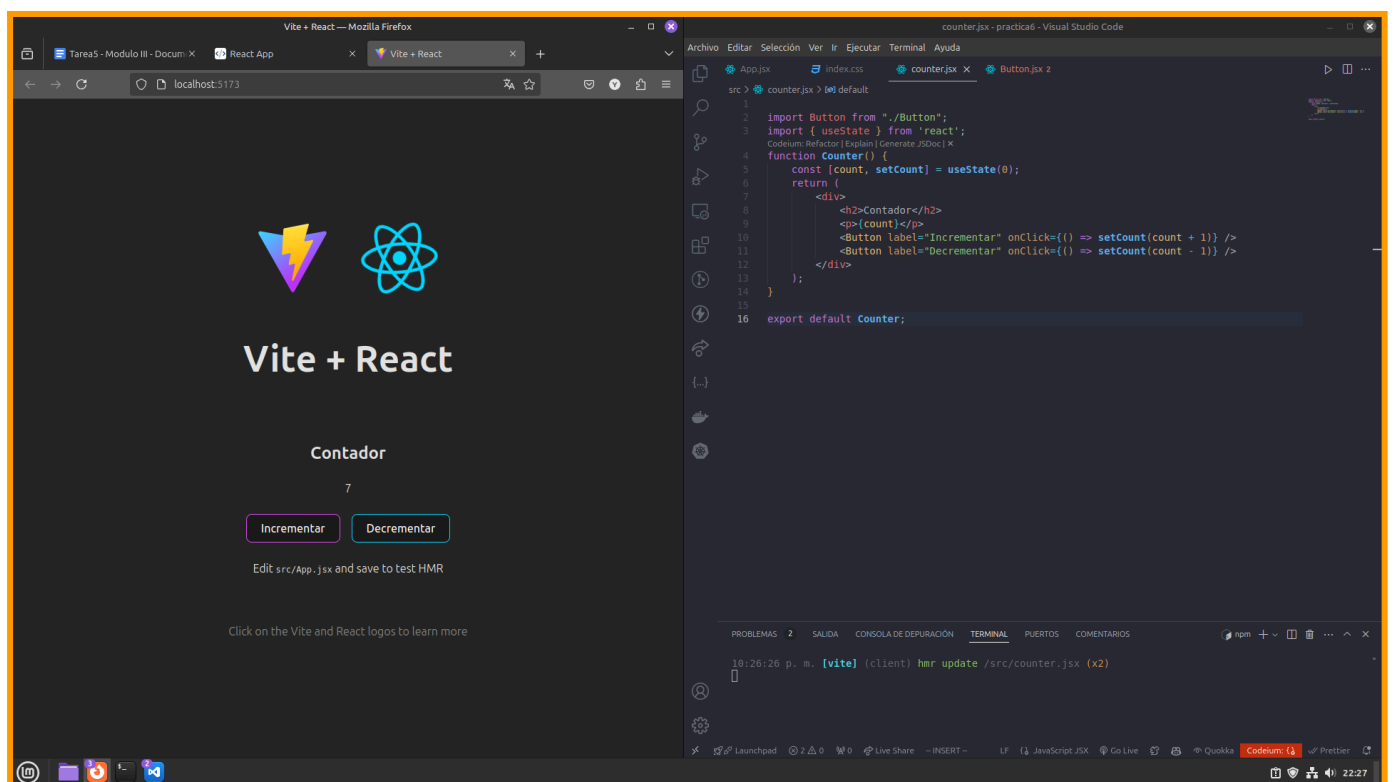 Vite + React — Mozilla Firefox
Tarea5 - Modulo III - Docum
React App
Vite + React
localhost:5173
Vite + React
Contador
7
Incrementar
Decrementar
Edit src/App.jsx and save to test HMR
Click on the Vite and React logos to learn more
counter.jsx - practica6 - Visual Studio Code
Archivo Editar Selección Ver Ir Ejecutar Terminal Ayuda
App.jsx
index.css
counter.jsx
Button.jsx 2
src > counter.jsx > default
1
2 import Button from "./Button";
3 import { useState } from 'react';
Codeium: Refactor | Explain | Generate JSDoc | ×
4 function Counter() {
5 const [count, setCount] = useState(0);
6 return (
7 <div>
8 <h2>Contador</h2>
9 <p>{count}</p>
10 <Button label="Incrementar" onClick={() => setCount(count + 1)} />
11 <Button label="Decrementar" onClick={() => setCount(count - 1)} />
12 </div>
13 );
14 }
15
16 export default Counter;
PROBLEMAS 2 SALIDA CONSOLA DE DEPURACIÓN TERMINAL PUERTOS COMENTARIOS
npm
10:26:26 p. m. [vite] (client) hmr update /src/counter.jsx (x2)
Launchpad 2 0 0 Live Share -- INSERT -- LF JavaScript JSX Go Live Quokka Codeium: Prettier
3
2
22:27